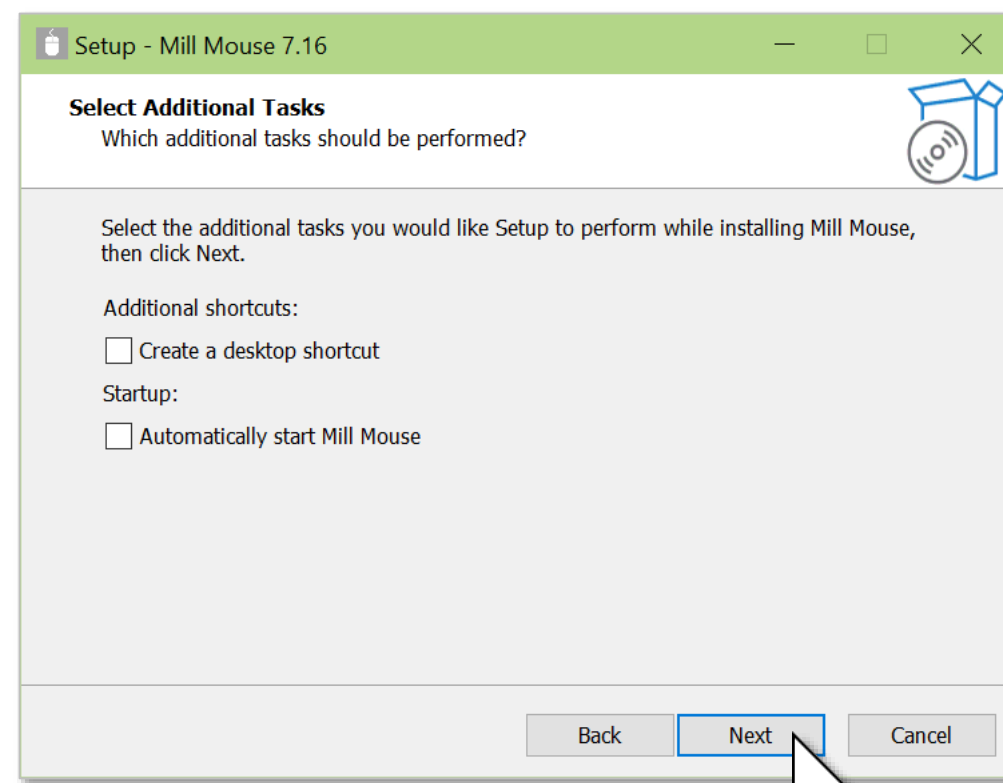 Setup - Mill Mouse 7.16
Select Additional Tasks
Which additional tasks should be performed?
Select the additional tasks you would like Setup to perform while installing Mill Mouse,
then click Next.
Additional shortcuts:
Create a desktop shortcut
Startup:
Automatically start Mill Mouse
Back Next Cancel